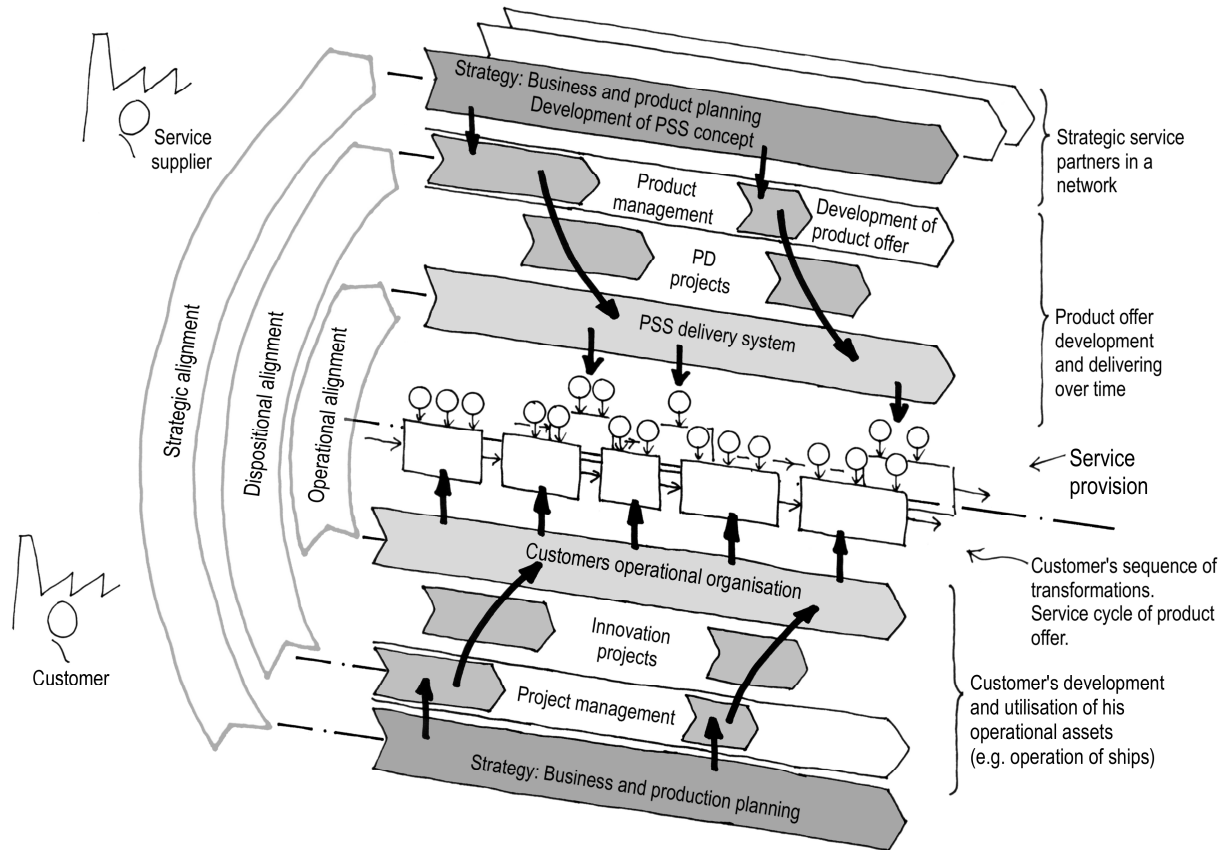 Service
supplier
Strategy: Business and product planning
Development of PSS concept
Strategic service
partners in a
network
Product
management
Development of
product offer
PD
projects
PSS delivery system
Product offer
development
and delivering
over time
Strategic alignment
Dispositional alignment
Operational alignment
Service
provision
Customers operational organisation
Customer's sequence of
transformations.
Service cycle of product
offer.
Customer
Innovation
projects
Project management
Customer's development
and utilisation of his
operational assets
(e.g. operation of ships)
Strategy: Business and production planning